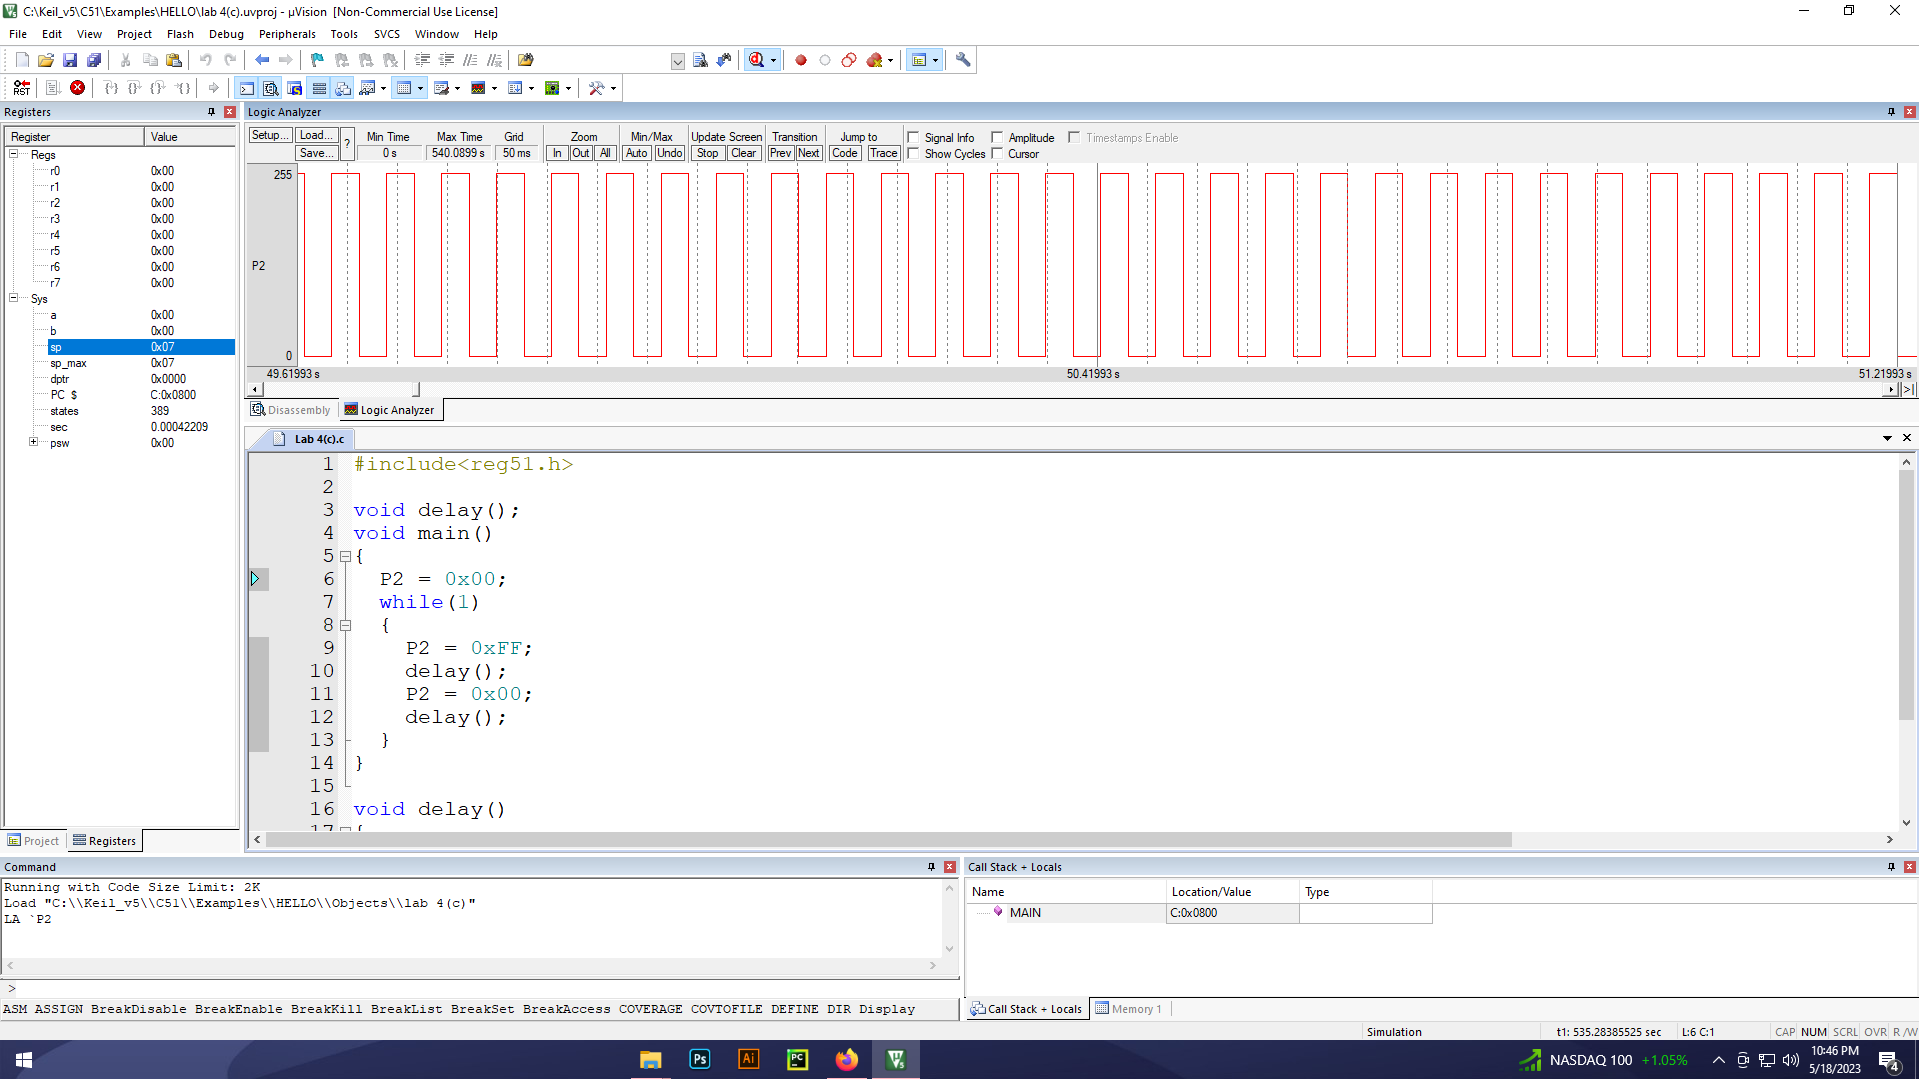 C:\Keil_v5\C51\Examples\HELLO\lab 4(c).uvproj - µVision  [Non-Commercial Use License]
File Edit View Project Flash Debug Peripherals Tools SVCS Window Help
RST
Registers
Register Value
Regs
r0 0x00
r1 0x00
r2 0x00
r3 0x00
r4 0x00
r5 0x00
r6 0x00
r7 0x00
Sys
a 0x00
b 0x00
sp 0x07
sp_max 0x07
dptr 0x0000
PC $ C:0x0800
states 389
sec 0.00042209
psw 0x00
Project Registers
Logic Analyzer
Setup... Load... ? Min Time Max Time Grid Zoom Min/Max Update Screen Transition Jump to Signal Info Amplitude Timestamps Enable
Save... 0 s 540.0899 s 50 ms In Out All Auto Undo Stop Clear Prev Next Code Trace Show Cycles Cursor
255
P2
0
49.61993 s 50.41993 s 51.21993 s
Disassembly Logic Analyzer
Lab 4(c).c
1 #include<reg51.h>
2
3 void delay();
4 void main()
5 {
6 P2 = 0x00;
7 while(1)
8 {
9 P2 = 0xFF;
10 delay();
11 P2 = 0x00;
12 delay();
13 }
14 }
15
16 void delay()
17 {
Command
Running with Code Size Limit: 2K
Load "C:\\Keil_v5\\C51\\Examples\\HELLO\\Objects\\lab 4(c)"
LA `P2
>
ASM ASSIGN BreakDisable BreakEnable BreakKill BreakList BreakSet BreakAccess COVERAGE COVTOFILE DEFINE DIR Display
Call Stack + Locals
Name Location/Value Type
MAIN C:0x0800
Call Stack + Locals Memory 1
Simulation t1: 535.28385525 sec L:6 C:1 CAP NUM SCRL OVR R /W
Ps Ai PC
NASDAQ 100 +1.05%
10:46 PM
5/18/2023
4